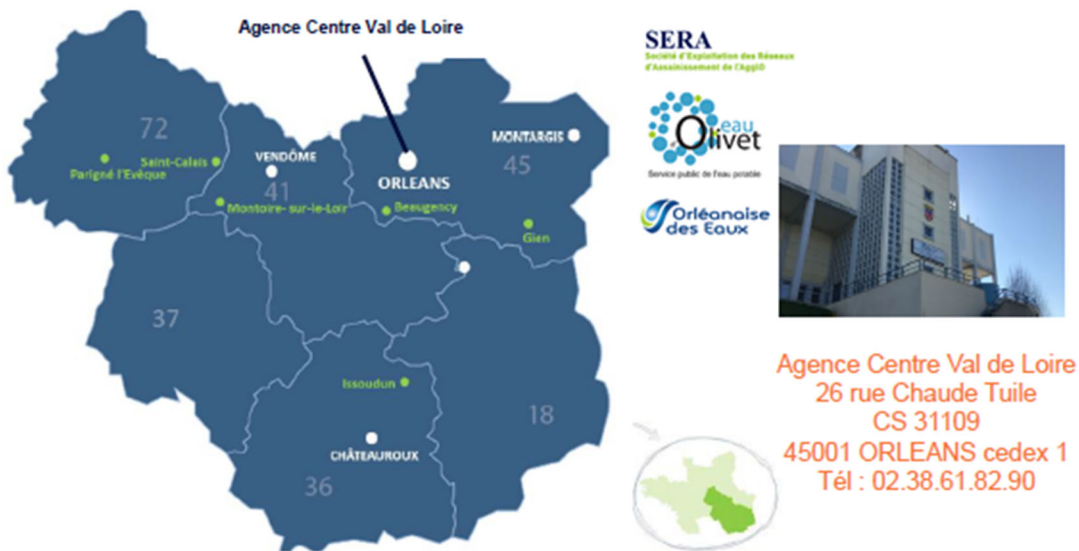 Agence Centre Val de Loire
72
Saint-Calais
Parigné l'Evêque
VENDÔME
41
Montoire- sur-le-Loir
ORLEANS
Beaugency
MONTARGIS
45
Gien
37
Issoudun
18
CHÂTEAUROUX
36
SERA
Société d'Exploitation des Réseaux
d'Assainissement de l'AgglO
eau
Olivet
Service public de l'eau potable
Orléanaise
des Eaux
Agence Centre Val de Loire
26 rue Chaude Tuile
CS 31109
45001 ORLEANS cedex 1
Tél : 02.38.61.82.90